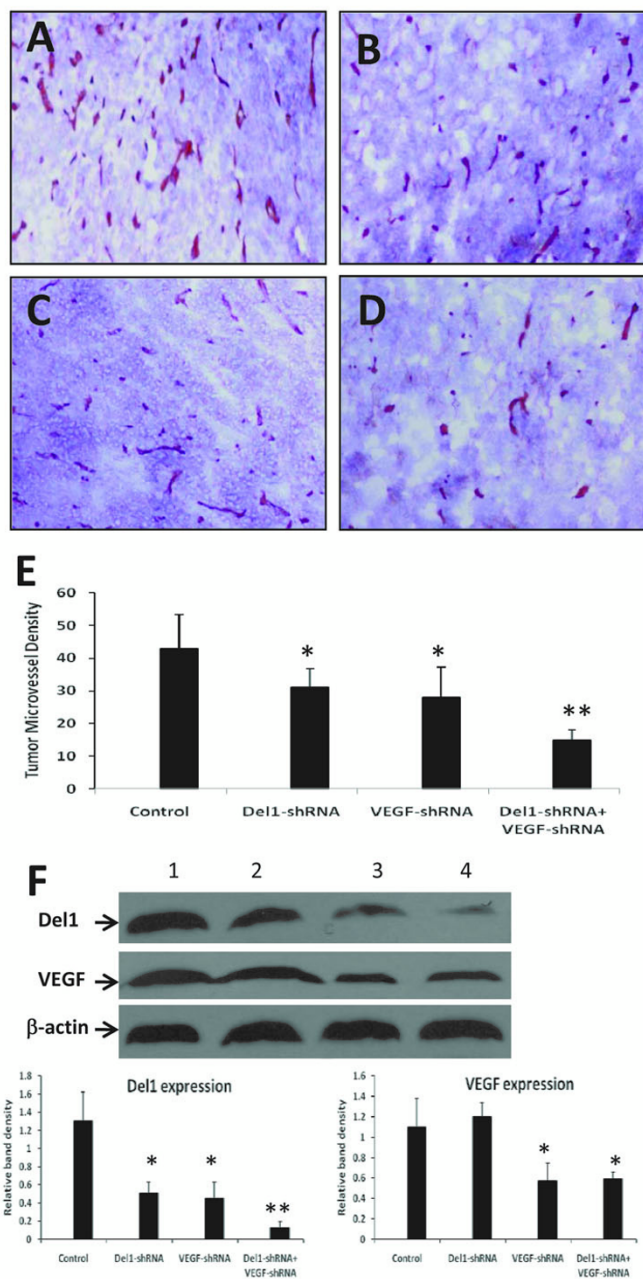 A
B
C
D
E
Tumor Microvessel Density
60
50
40
30
20
10
0
*
*
**
Control
Del1-shRNA
VEGF-shRNA
Del1-shRNA+
VEGF-shRNA
F
1 2 3 4
Del1
VEGF
β-actin
Del1 expression
Relative band density
1.8
1.6
1.4
1.2
1
0.8
0.6
0.4
0.2
0
*
*
**
Control
Del1-shRNA
VEGF-shRNA
Del1-shRNA+
VEGF-shRNA
VEGF expression
Relative band density
1.6
1.4
1.2
1
0.8
0.6
0.4
0.2
0
*
*
Control
Del1-shRNA
VEGF-shRNA
Del1-shRNA+
VEGF-shRNA